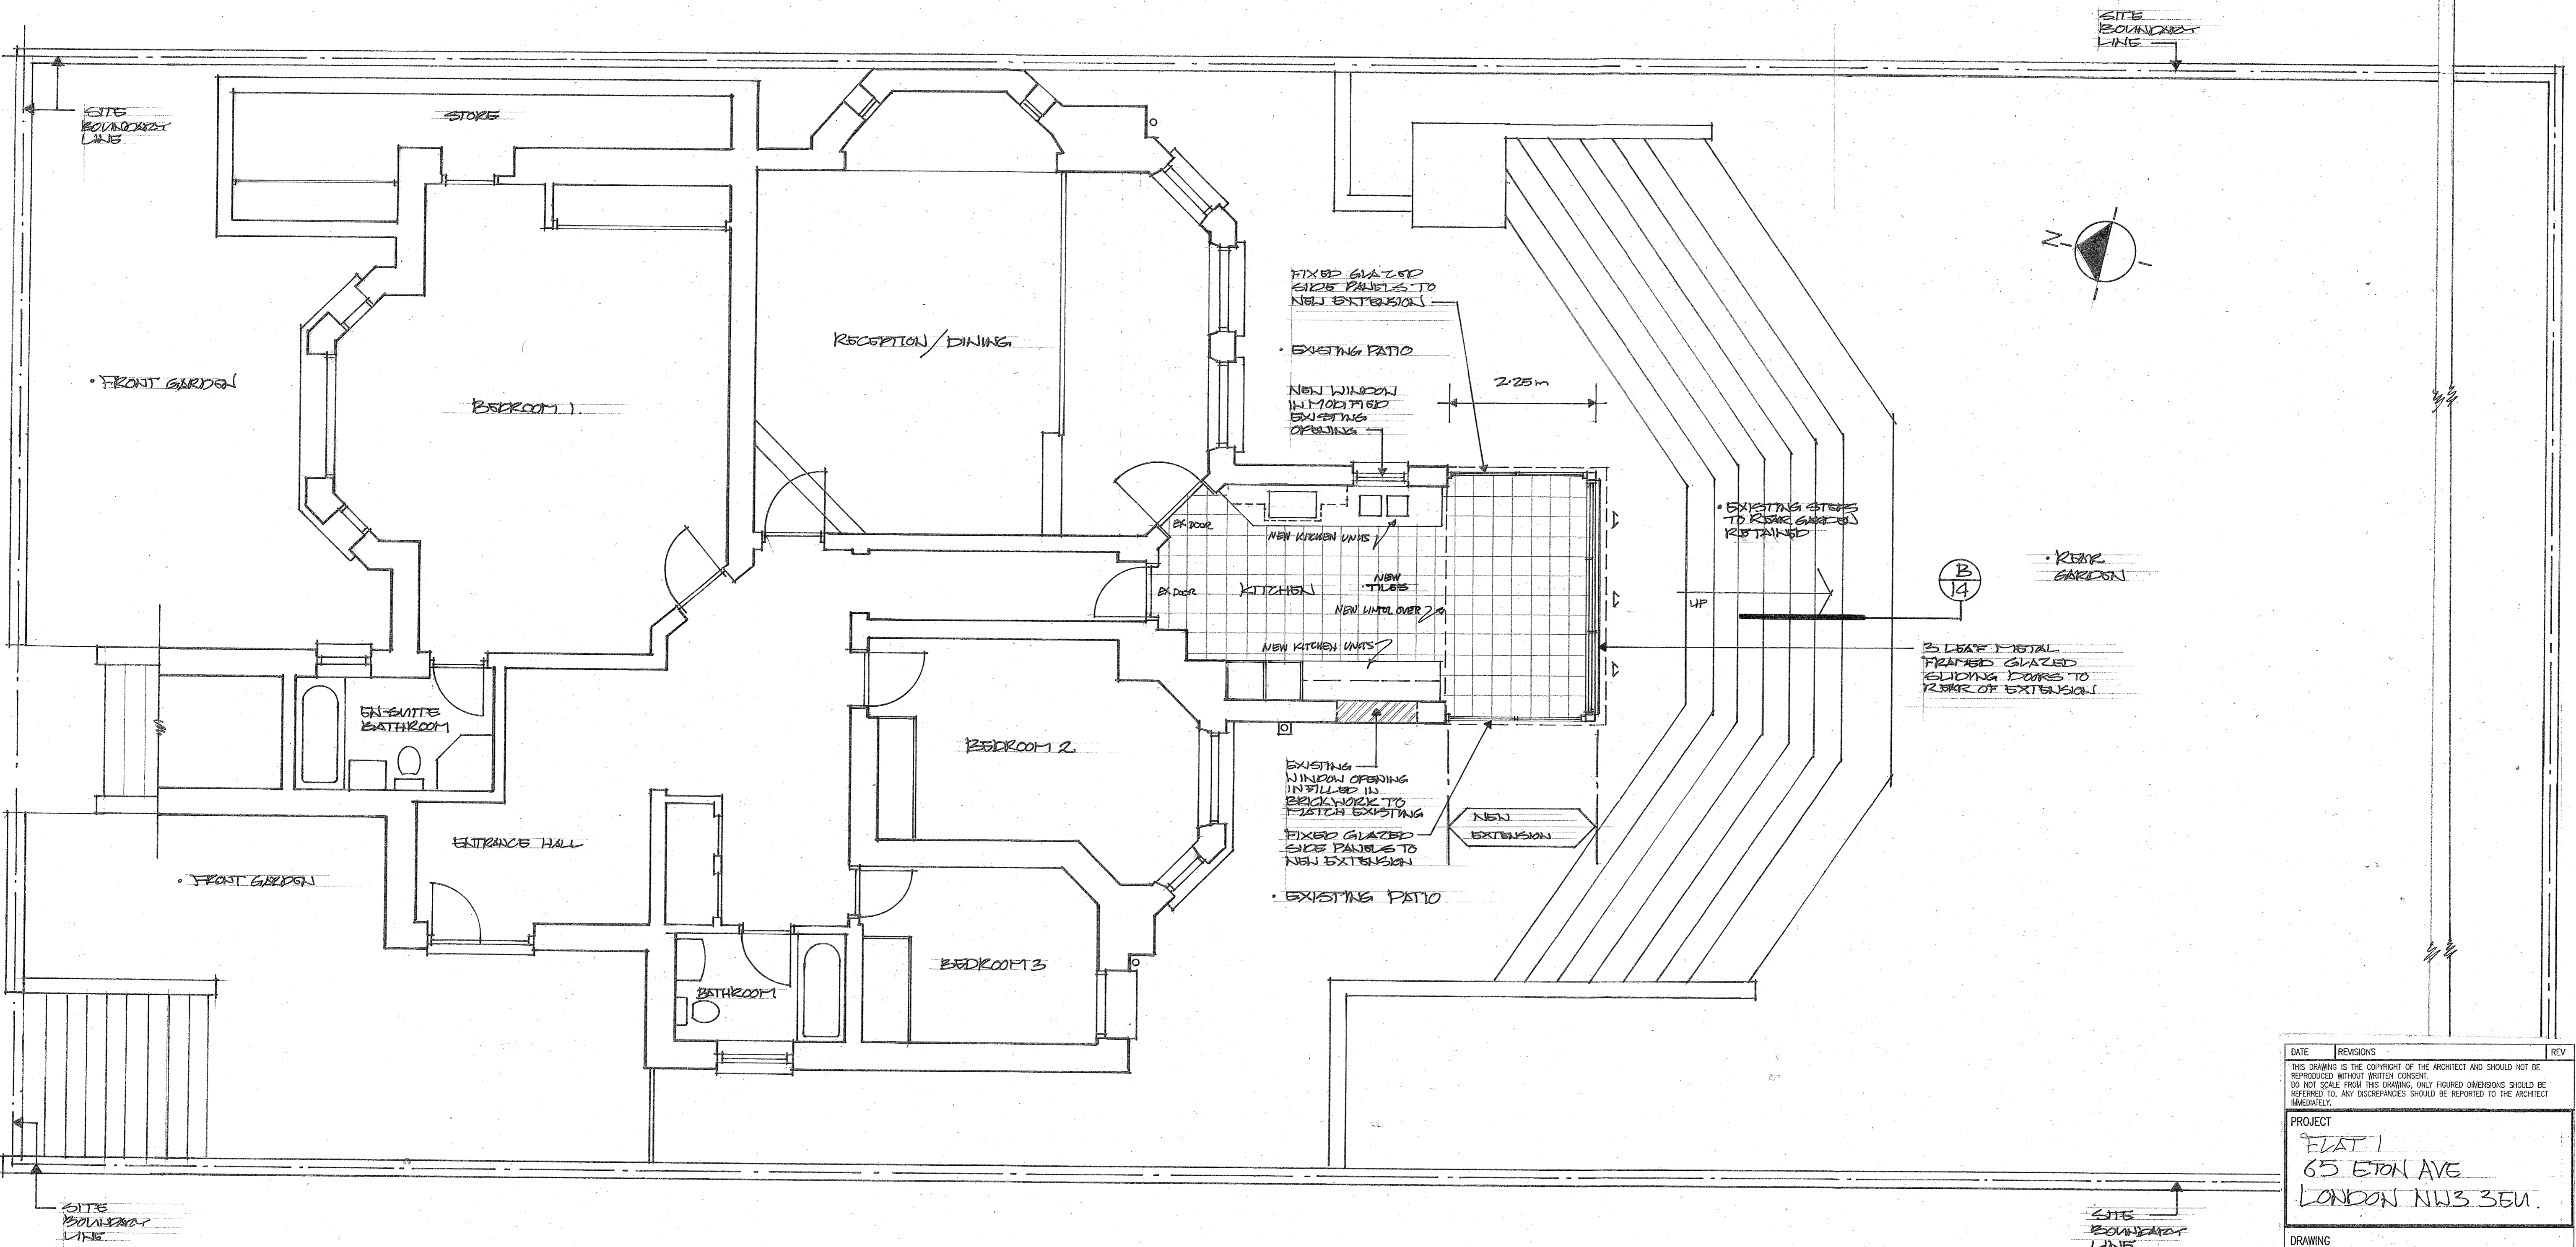 SITE
BOUNDARY
LINE
SITE
BOUNDARY
LINE
STORE
N
FIXED GLAZED
SIDE PANELS TO
NEW EXTENSION
RECEPTION/DINING
• EXISTING PATIO
• FRONT GARDEN
BEDROOM 1.
2.25m
NEW WINDOW
IN MODIFIED
EXISTING
OPENING
EX DOOR
NEW KITCHEN UNITS
• EXISTING STEPS
TO REAR GARDEN
RETAINED
• REAR
GARDEN
B
14
EX DOOR
KITCHEN
NEW
TILES
NEW LINTOL OVER
UP
NEW KITCHEN UNITS
3 LEAF METAL
FRAMED GLAZED
SLIDING DOORS TO
REAR OF EXTENSION
EN-SUITE
BATHROOM
BEDROOM 2
EXISTING
WINDOW OPENING
INFILLED IN
BRICKWORK TO
MATCH EXISTING
NEW
EXTENSION
FIXED GLAZED
SIDE PANELS TO
NEW EXTENSION
ENTRANCE HALL
• FRONT GARDEN
• EXISTING PATIO
BEDROOM 3
BATHROOM
SITE
BOUNDARY
LINE
SITE
BOUNDARY
LINE
DATE REVISIONS REV
THIS DRAWING IS THE COPYRIGHT OF THE ARCHITECT AND SHOULD NOT BE
REPRODUCED WITHOUT WRITTEN CONSENT.
DO NOT SCALE FROM THIS DRAWING, ONLY FIGURED DIMENSIONS SHOULD BE
REFERRED TO. ANY DISCREPANCIES SHOULD BE REPORTED TO THE ARCHITECT
IMMEDIATELY.
PROJECT
FLAT 1
65 ETON AVE
LONDON NW3 3EU.
DRAWING